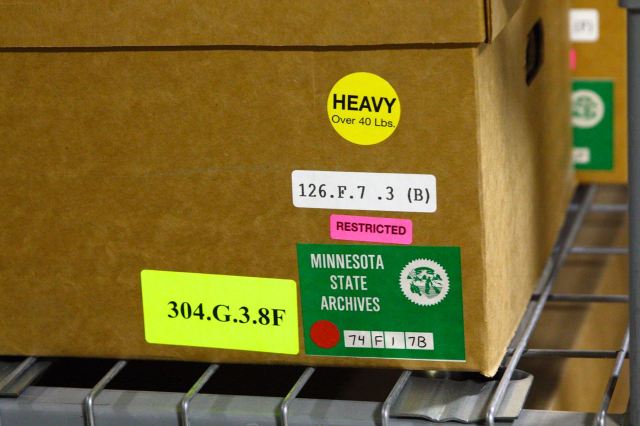 HEAVY
Over 40 Lbs.
126.F.7 .3 (B)
RESTRICTED
MINNESOTA
STATE
ARCHIVES
74 F 1 7B
304.G.3.8F